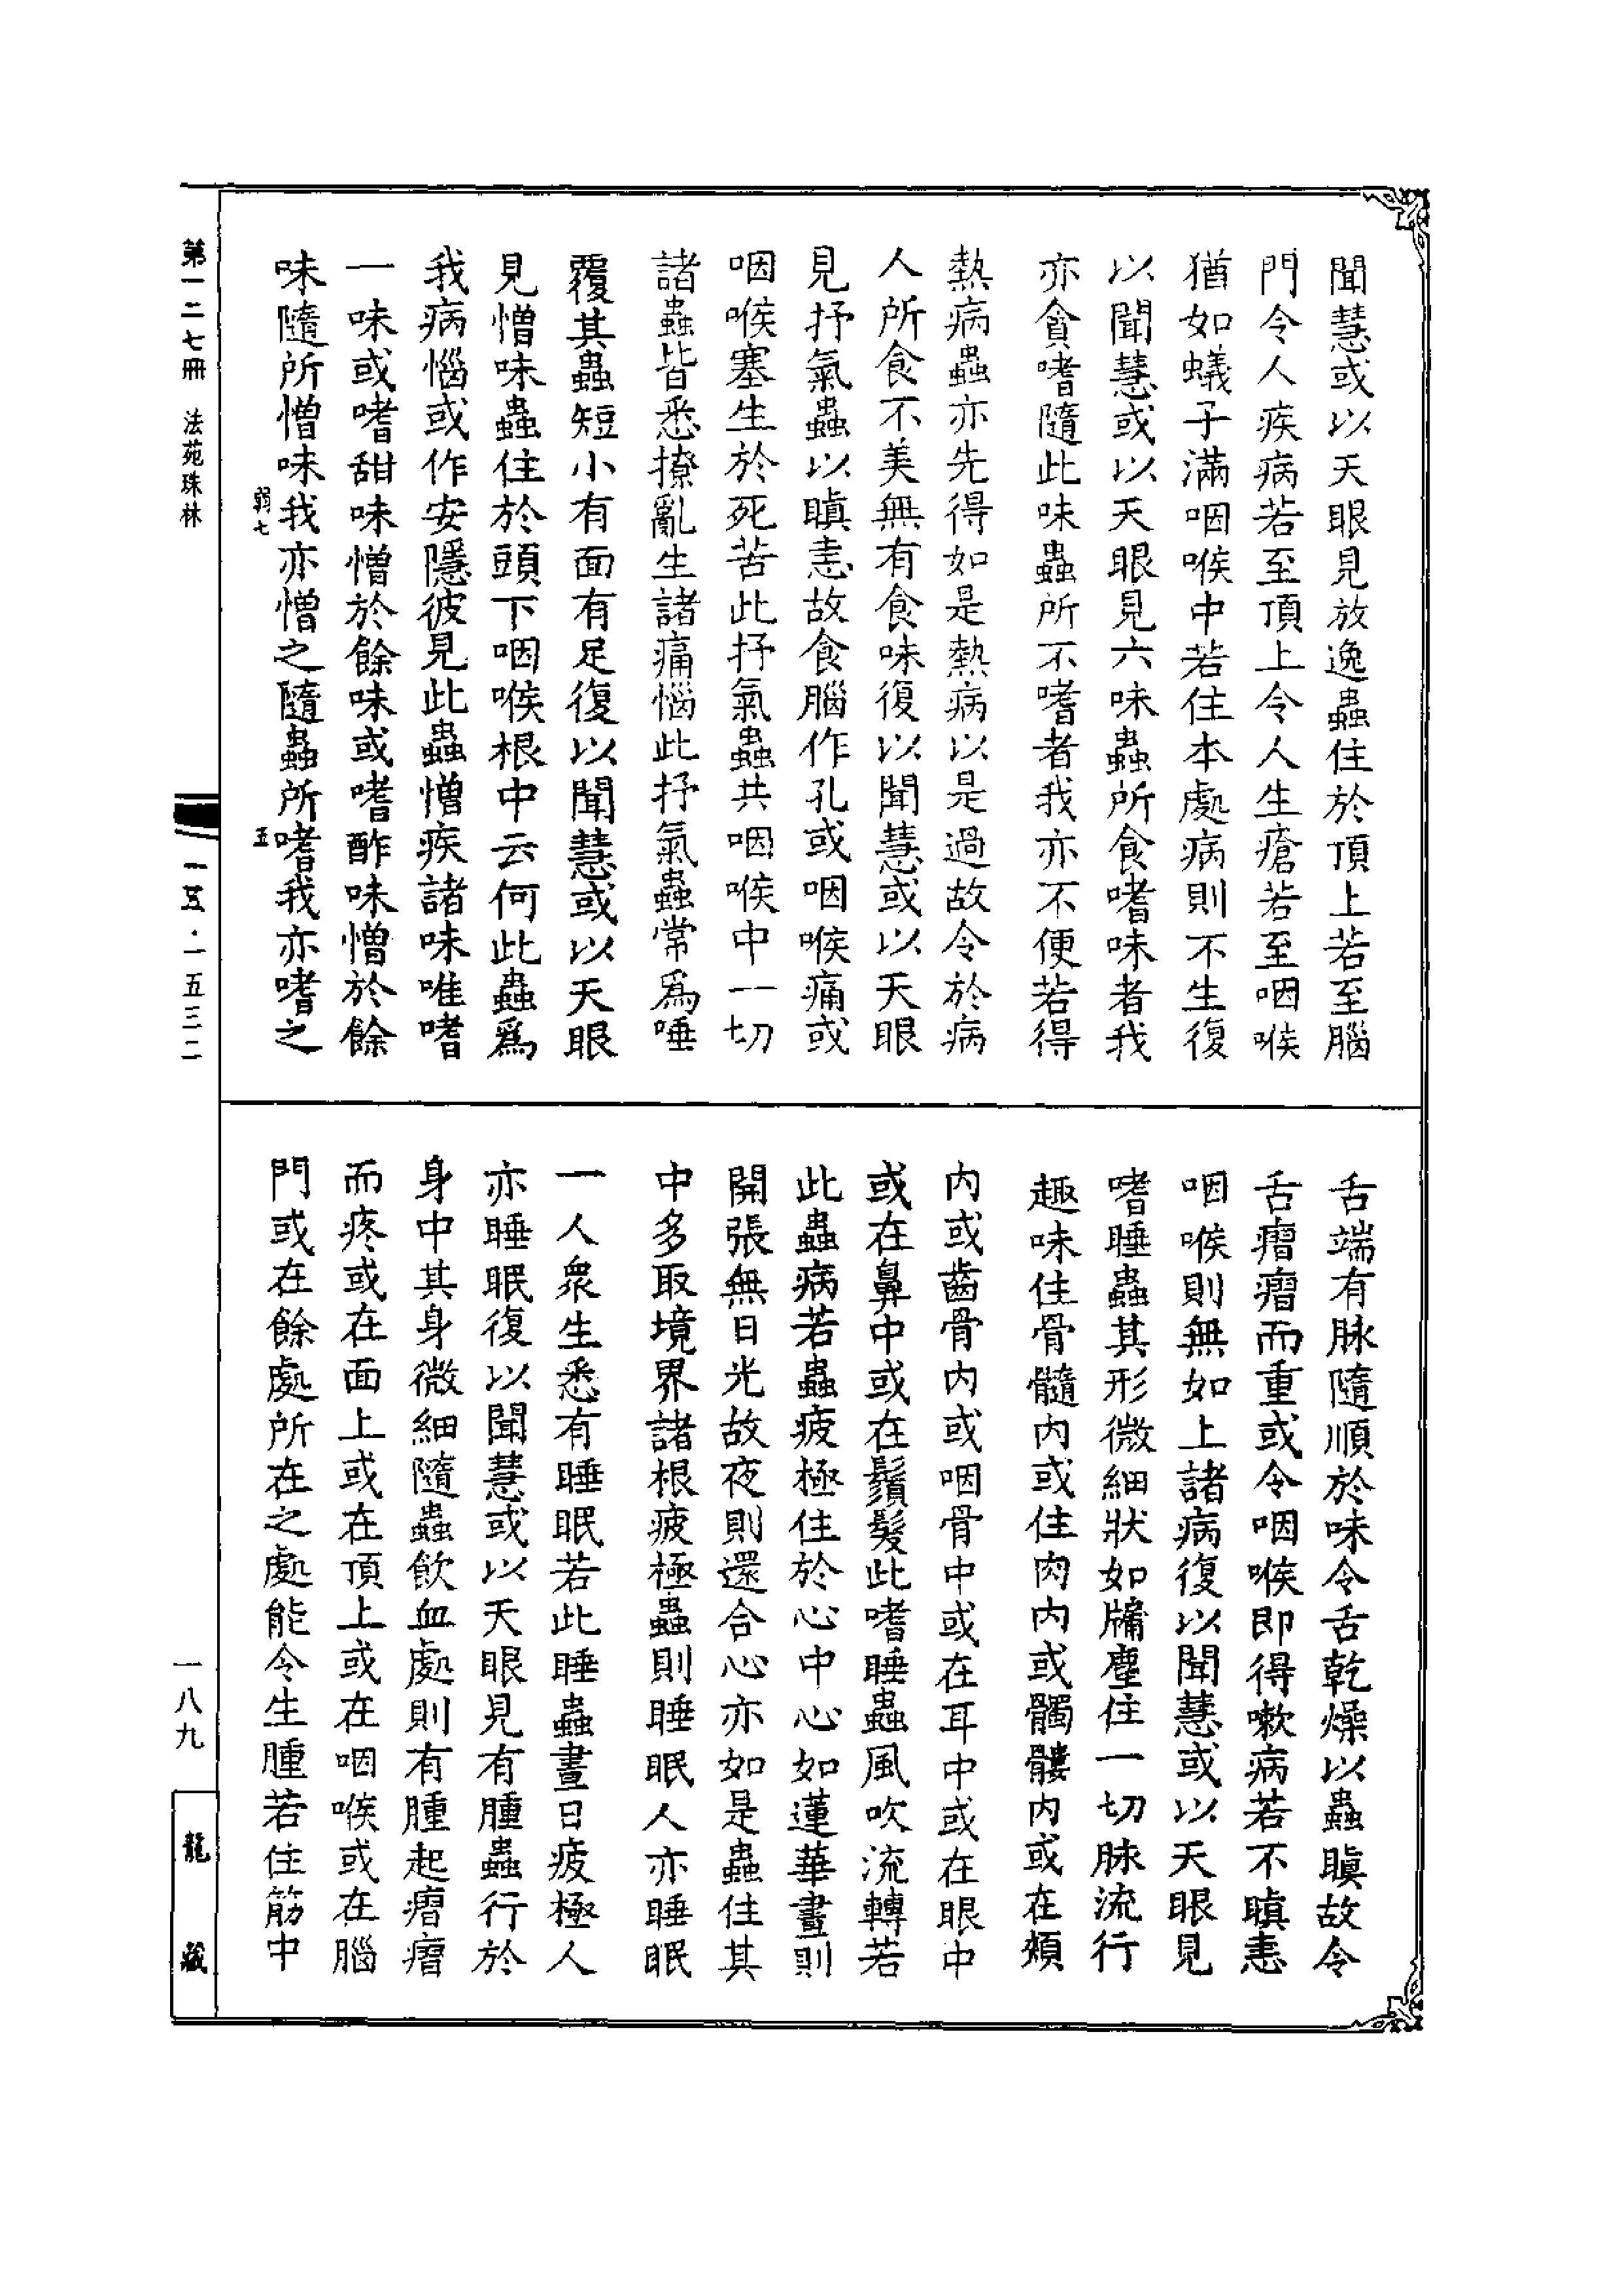 聞慧或以天眼見放逸蟲住於頂上若至腦
門令人疾病若至頂上令人生瘡若至咽喉
猶如蟻子滿咽喉中若住本處病則不生復
以聞慧或以天眼見六味蟲所食嗜味者我
亦貪嗜隨此味蟲所不嗜者我亦不便若得
熱病蟲亦先得如是熱病以是過故令於病
人所食不美無有食味復以聞慧或以天眼
見抒氣蟲以瞋恚故食腦作孔或咽喉痛或
咽喉塞生於死苦此抒氣蟲共咽喉中一切
諸蟲皆悉撩亂生諸痛惱此抒氣蟲常為唾
覆其蟲短小有面有足復以聞慧或以天眼
見憎味蟲住於頭下咽喉根中云何此蟲為
我病惱或作安隱彼見此蟲憎疾諸味唯嗜
一味或嗜甜味憎於餘味或嗜酢味憎於餘
味隨所憎味我亦憎之隨蟲所嗜我亦嗜之
弱七
五
舌端有脉隨順於味令舌乾燥以蟲瞋故令
舌㿺㿺而重或令咽喉即得嗽病若不瞋恚
咽喉則無如上諸病復以聞慧或以天眼見
嗜睡蟲其形微細狀如牖塵住一切脉流行
趣味住骨髓內或住肉內或髑髏內或在頰
內或齒骨內或咽骨中或在耳中或在眼中
或在鼻中或在鬚髮此嗜睡蟲風吹流轉若
此蟲病若蟲疲極住於心中心如蓮華晝則
開張無日光故夜則還合心亦如是蟲住其
中多取境界諸根疲極蟲則睡眠人亦睡眠
一人眾生悉有睡眠若此睡蟲晝日疲極人
亦睡眠復以聞慧或以天眼見有腫蟲行於
身中其身微細隨蟲飲血處則有腫起㿺㿺
而疼或在面上或在頂上或在咽喉或在腦
門或在餘處所在之處能令生腫若住筋中
第一二七冊 法苑珠林
一五・一五三二
一八九
龍藏